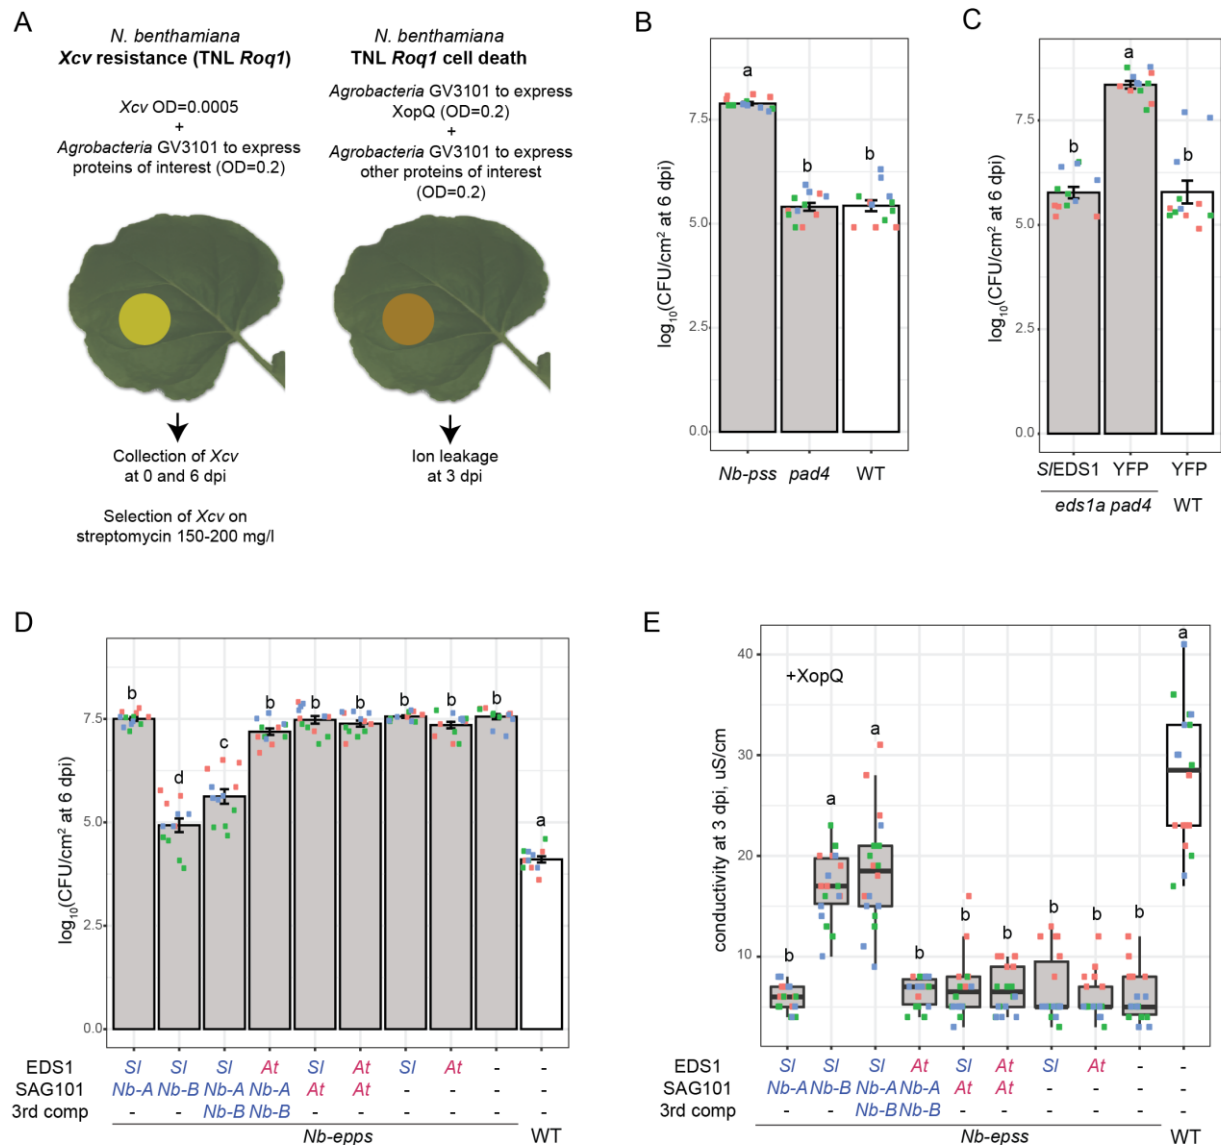 A
N. benthamiana
Xcv resistance (TNL Roq1)
Xcv OD=0.0005
+
Agrobacteria GV3101 to express
proteins of interest (OD=0.2)
Collection of Xcv
at 0 and 6 dpi
Selection of Xcv on
streptomycin 150-200 mg/l
N. benthamiana
TNL Roq1 cell death
Agrobacteria GV3101 to express
XopQ (OD=0.2)
+
Agrobacteria GV3101 to express
other proteins of interest
(OD=0.2)
Ion leakage
at 3 dpi
B
log10(CFU/cm2 at 6 dpi)
7.5
5.0
2.5
0.0
a
b
b
Nb-pss pad4 WT
C
log10(CFU/cm2 at 6 dpi)
7.5
5.0
2.5
0.0
b
a
b
SlEDS1 YFP YFP
eds1a pad4 WT
D
log10(CFU/cm2 at 6 dpi)
7.5
5.0
2.5
0.0
b d c b b b b b b a
EDS1 Sl Sl Sl At Sl At Sl At - -
SAG101 Nb-A Nb-B Nb-A Nb-A At At - - - -
3rd comp - - Nb-B Nb-B - - - - - -
Nb-epps WT
E
conductivity at 3 dpi, uS/cm
40
30
20
10
+XopQ
b a a b b b b b b a
EDS1 Sl Sl Sl At Sl At Sl At - -
SAG101 Nb-A Nb-B Nb-A Nb-A At At - - - -
3rd comp - - Nb-B Nb-B - - - - - -
Nb-epss WT